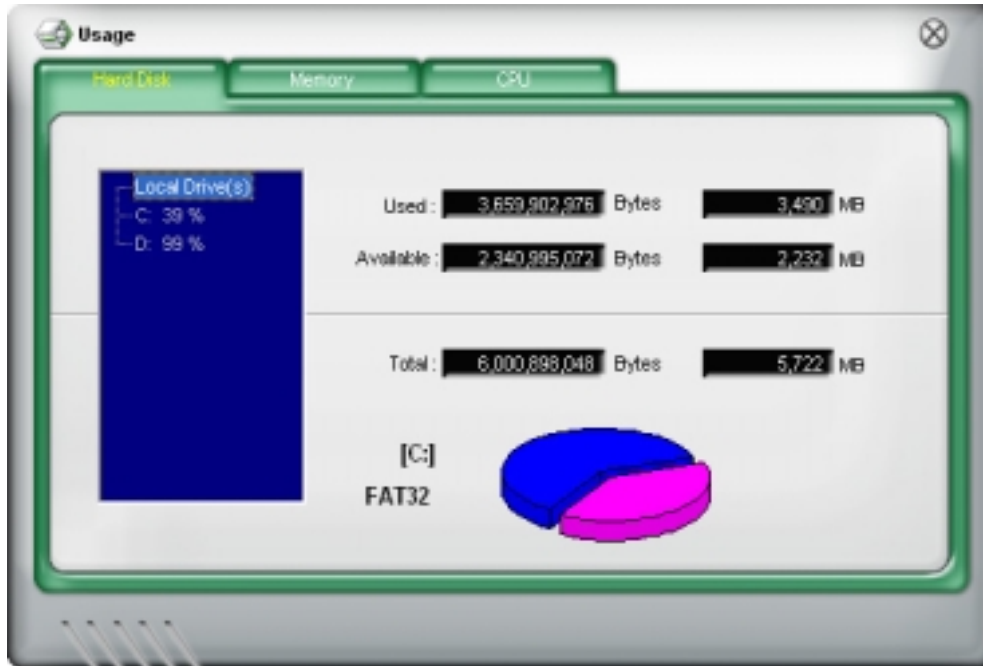 Usage
Hard Disk Memory CPU
Local Drive(s)
C: 39 %
D: 99 %
Used : 3,659,902,976 Bytes 3,490 MB
Available : 2,340,995,072 Bytes 2,232 MB
Total : 6,000,898,048 Bytes 5,722 MB
[C:]
FAT32